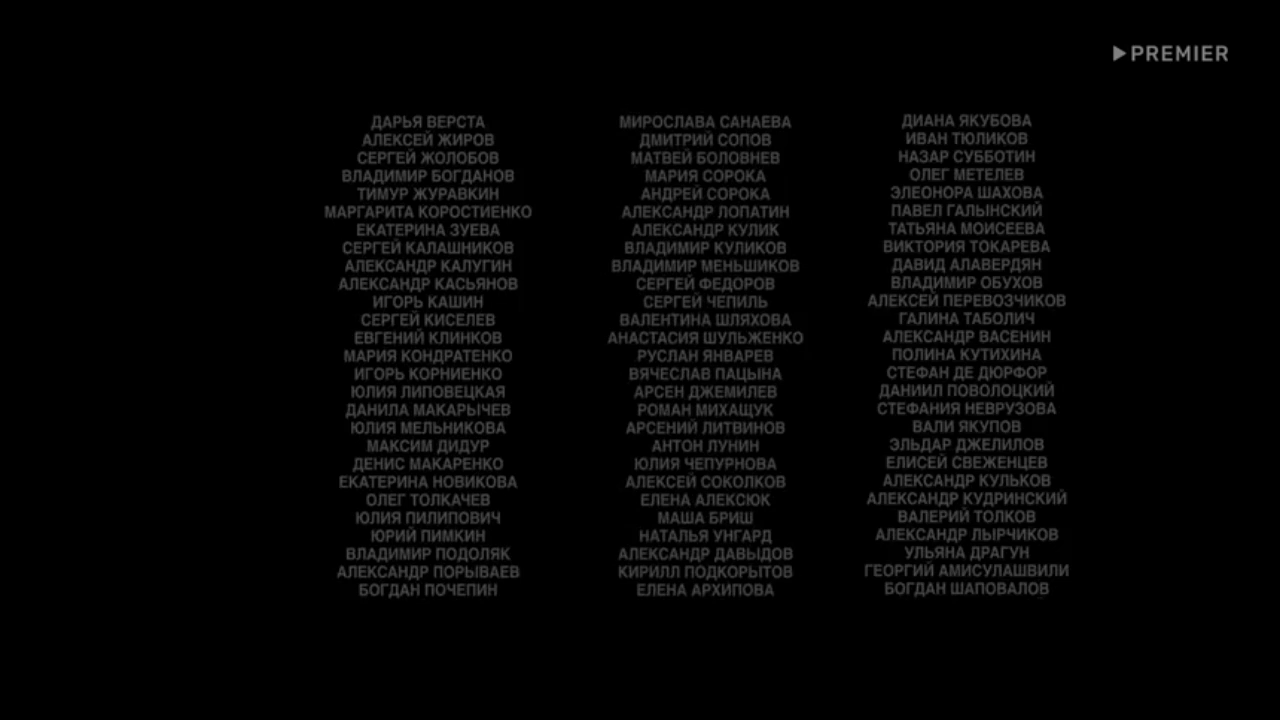 PREMIER
ДАРЬЯ ВЕРСТА
АЛЕКСЕЙ ЖИРОВ
СЕРГЕЙ ЖОЛОБОВ
ВЛАДИМИР БОГДАНОВ
ТИМУР ЖУРАВКИН
МАРГАРИТА КОРОСТИЕНКО
ЕКАТЕРИНА ЗУЕВА
СЕРГЕЙ КАЛАШНИКОВ
АЛЕКСАНДР КАЛУГИН
АЛЕКСАНДР КАСЬЯНОВ
ИГОРЬ КАШИН
СЕРГЕЙ КИСЕЛЕВ
ЕВГЕНИЙ КЛИНКОВ
МАРИЯ КОНДРАТЕНКО
ИГОРЬ КОРНИЕНКО
ЮЛИЯ ЛИПОВЕЦКАЯ
ДАНИЛА МАКАРЫЧЕВ
ЮЛИЯ МЕЛЬНИКОВА
МАКСИМ ДИДУР
ДЕНИС МАКАРЕНКО
ЕКАТЕРИНА НОВИКОВА
ОЛЕГ ТОЛКАЧЕВ
ЮЛИЯ ПИЛИПОВИЧ
ЮРИЙ ПИМКИН
ВЛАДИМИР ПОДОЛЯК
АЛЕКСАНДР ПОРЫВАЕВ
БОГДАН ПОЧЕПИН
МИРОСЛАВА САНАЕВА
ДМИТРИЙ СОПОВ
МАТВЕЙ БОЛОВНЕВ
МАРИЯ СОРОКА
АНДРЕЙ СОРОКА
АЛЕКСАНДР ЛОПАТИН
АЛЕКСАНДР КУЛИК
ВЛАДИМИР КУЛИКОВ
ВЛАДИМИР МЕНЬШИКОВ
СЕРГЕЙ ФЕДОРОВ
СЕРГЕЙ ЧЕПИЛЬ
ВАЛЕНТИНА ШЛЯХОВА
АНАСТАСИЯ ШУЛЬЖЕНКО
РУСЛАН ЯНВАРЕВ
ВЯЧЕСЛАВ ПАЦЫНА
АРСЕН ДЖЕМИЛЕВ
РОМАН МИХАЩУК
АРСЕНИЙ ЛИТВИНОВ
АНТОН ЛУНИН
ЮЛИЯ ЧЕПУРНОВА
АЛЕКСЕЙ СОКОЛКОВ
ЕЛЕНА АЛЕКСЮК
МАША БРИШ
НАТАЛЬЯ УНГАРД
АЛЕКСАНДР ДАВЫДОВ
КИРИЛЛ ПОДКОРЫТОВ
ЕЛЕНА АРХИПОВА
ДИАНА ЯКУБОВА
ИВАН ТЮЛИКОВ
НАЗАР СУББОТИН
ОЛЕГ МЕТЕЛЕВ
ЭЛЕОНОРА ШАХОВА
ПАВЕЛ ГАЛЫНСКИЙ
ТАТЬЯНА МОИСЕЕВА
ВИКТОРИЯ ТОКАРЕВА
ДАВИД АЛАВЕРДЯН
ВЛАДИМИР ОБУХОВ
АЛЕКСЕЙ ПЕРЕВОЗЧИКОВ
ГАЛИНА ТАБОЛИЧ
АЛЕКСАНДР ВАСЕНИН
ПОЛИНА КУТИХИНА
СТЕФАН ДЕ ДЮРФОР
ДАНИИЛ ПОВОЛОЦКИЙ
СТЕФАНИЯ НЕВРУЗОВА
ВАЛИ ЯКУПОВ
ЭЛЬДАР ДЖЕЛИЛОВ
ЕЛИСЕЙ СВЕЖЕНЦЕВ
АЛЕКСАНДР КУЛЬКОВ
АЛЕКСАНДР КУДРИНСКИЙ
ВАЛЕРИЙ ТОЛКОВ
АЛЕКСАНДР ЛЫРЧИКОВ
УЛЬЯНА ДРАГУН
ГЕОРГИЙ АМИСУЛАШВИЛИ
БОГДАН ШАПОВАЛОВ